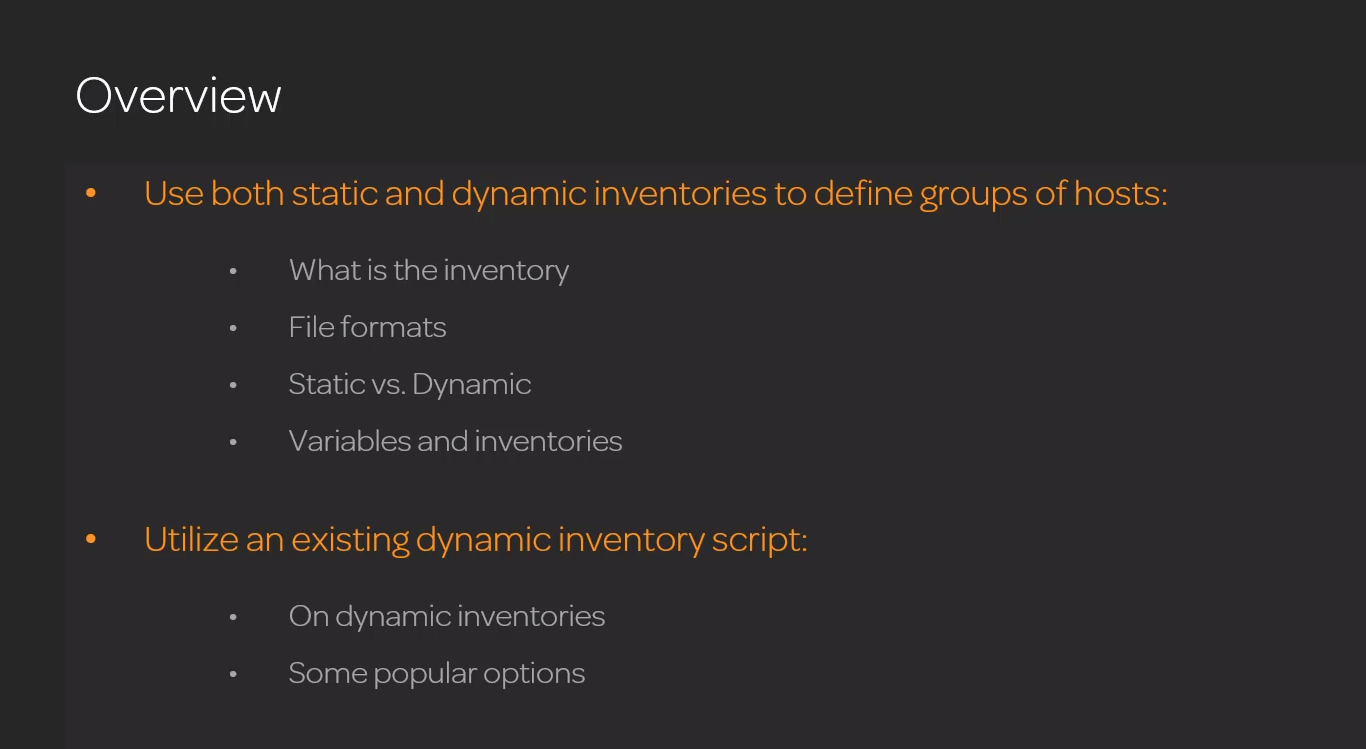 Overview
• Use both static and dynamic inventories to define groups of hosts:
• What is the inventory
• File formats
• Static vs. Dynamic
• Variables and inventories
• Utilize an existing dynamic inventory script:
• On dynamic inventories
• Some popular options